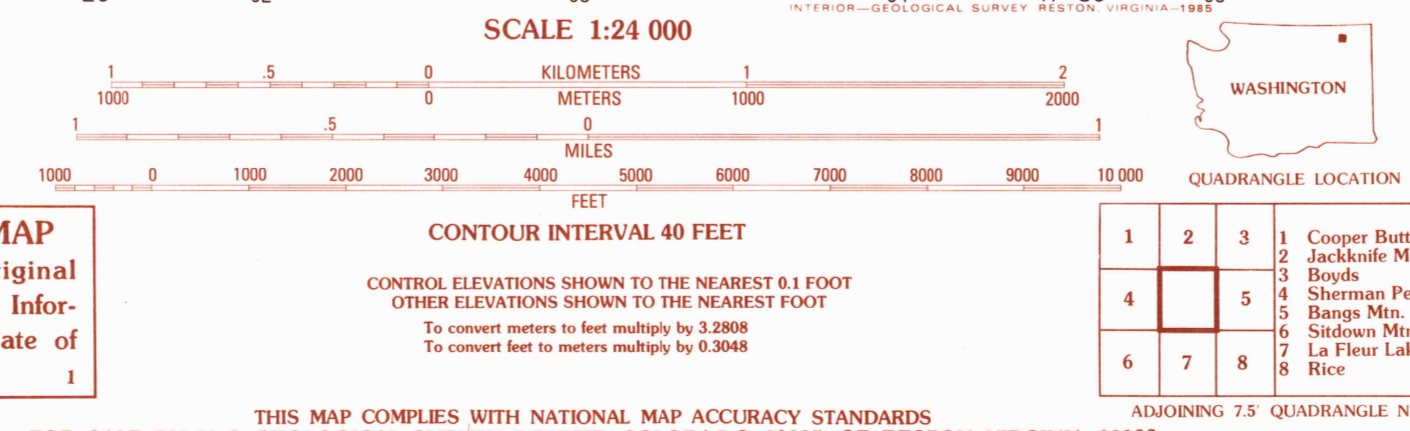 INTERIOR—GEOLOGICAL SURVEY RESTON, VIRGINIA—1985
SCALE 1:24 000
1 .5 0 KILOMETERS 1 2
1000 0 METERS 1000 2000
1 .5 0 1
MILES
1000 0 1000 2000 3000 4000 5000 6000 7000 8000 9000 10 000
FEET
CONTOUR INTERVAL 40 FEET
CONTROL ELEVATIONS SHOWN TO THE NEAREST 0.1 FOOT
OTHER ELEVATIONS SHOWN TO THE NEAREST FOOT
To convert meters to feet multiply by 3.2808
To convert feet to meters multiply by 0.3048
THIS MAP COMPLIES WITH NATIONAL MAP ACCURACY STANDARDS
MAP
iginal
Infor-
ate of
1
WASHINGTON
QUADRANGLE LOCATION
1 2 3
4 5
6 7 8
1 Cooper Butt
2 Jackknife M
3 Boyds
4 Sherman Pe
5 Bangs Mtn.
6 Sitdown Mtn
7 La Fleur Lak
8 Rice
ADJOINING 7.5′ QUADRANGLE N